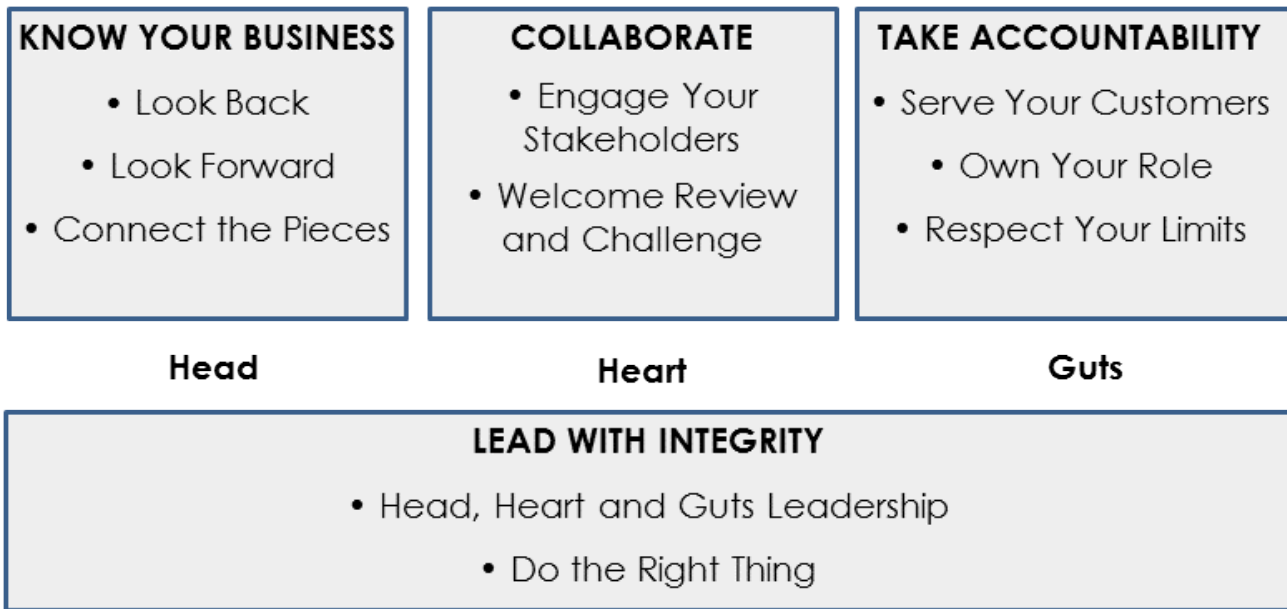 KNOW YOUR BUSINESS
• Look Back
• Look Forward
• Connect the Pieces
COLLABORATE
• Engage Your
Stakeholders
• Welcome Review
and Challenge
TAKE ACCOUNTABILITY
• Serve Your Customers
• Own Your Role
• Respect Your Limits
Head
Heart
Guts
LEAD WITH INTEGRITY
• Head, Heart and Guts Leadership
• Do the Right Thing